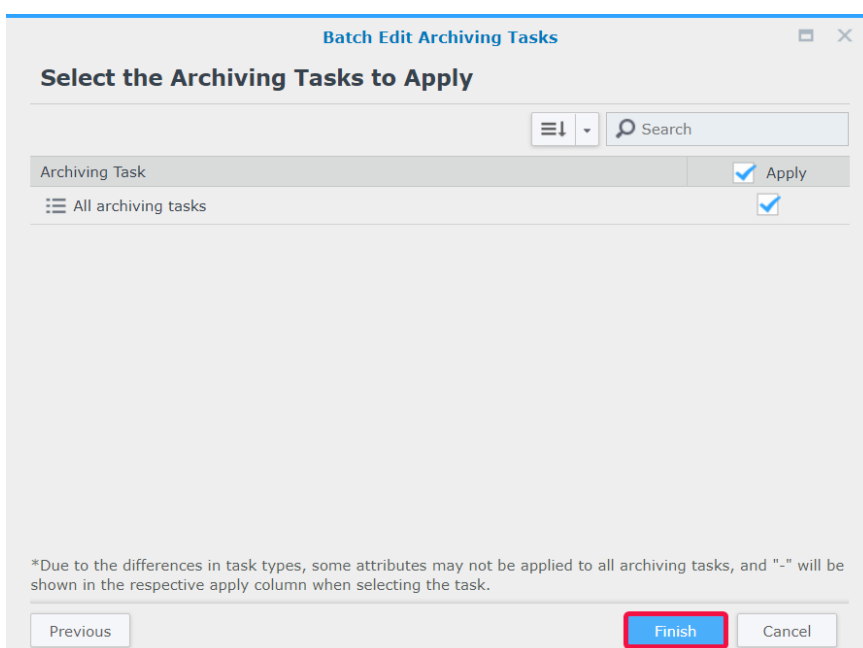 Batch Edit Archiving Tasks
Select the Archiving Tasks to Apply
Search
Archiving Task Apply
All archiving tasks
*Due to the differences in task types, some attributes may not be applied to all archiving tasks, and "-" will be
shown in the respective apply column when selecting the task.
Previous Finish Cancel